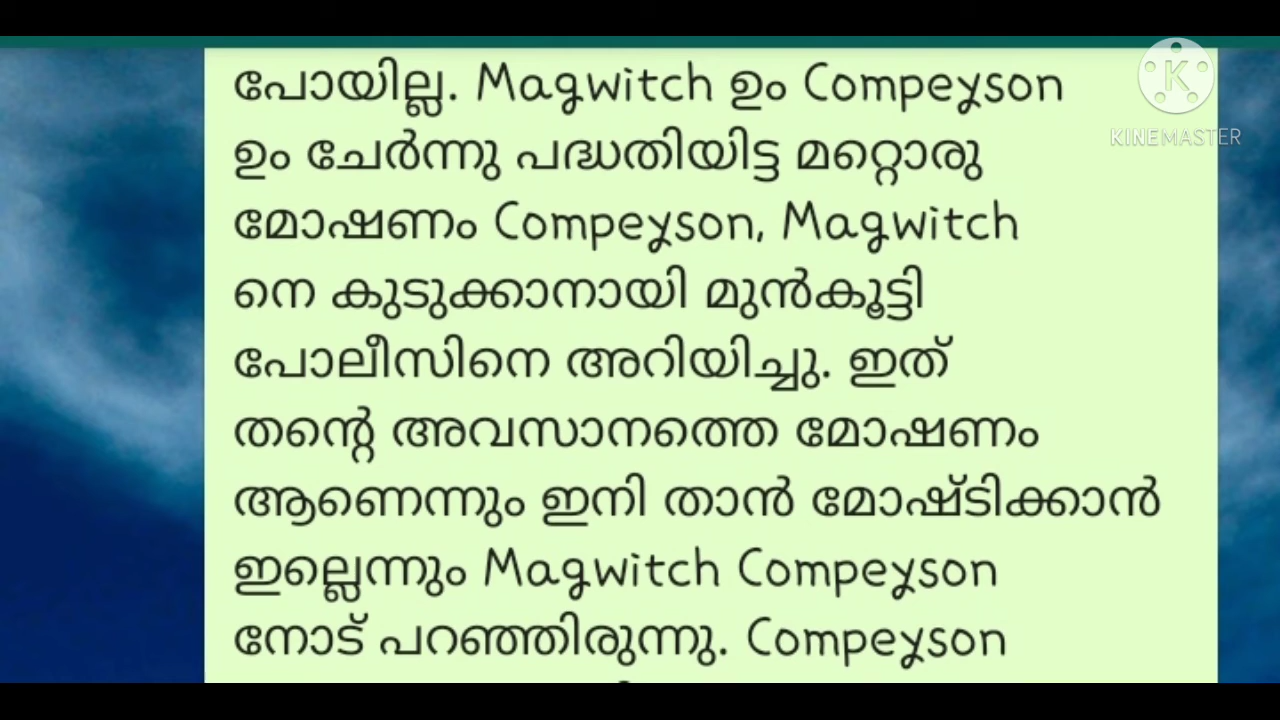 പോയില്ല. Magwitch ഉം Compeyson
ഉം ചേർന്നു പദ്ധതിയിട്ട മറ്റൊരു
മോഷണം Compeyson, Magwitch
നെ കുടുക്കാനായി മുൻകൂട്ടി
പോലീസിനെ അറിയിച്ചു. ഇത്
തന്റെ അവസാനത്തെ മോഷണം
ആണെന്നും ഇനി താൻ മോഷ്ടിക്കാൻ
ഇല്ലെന്നും Magwitch Compeyson
നോട് പറഞ്ഞിരുന്നു. Compeyson
K
KINEMASTER